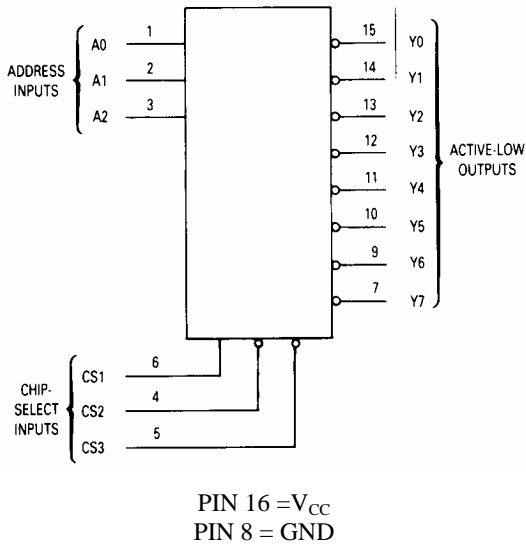 ADDRESS
INPUTS
A0 1
A1 2
A2 3
15 Y0
14 Y1
13 Y2
12 Y3
11 Y4
10 Y5
9 Y6
7 Y7
ACTIVE-LOW
OUTPUTS
CHIP-
SELECT
INPUTS
CS1 6
CS2 4
CS3 5
PIN 16 =VCC
PIN 8 = GND